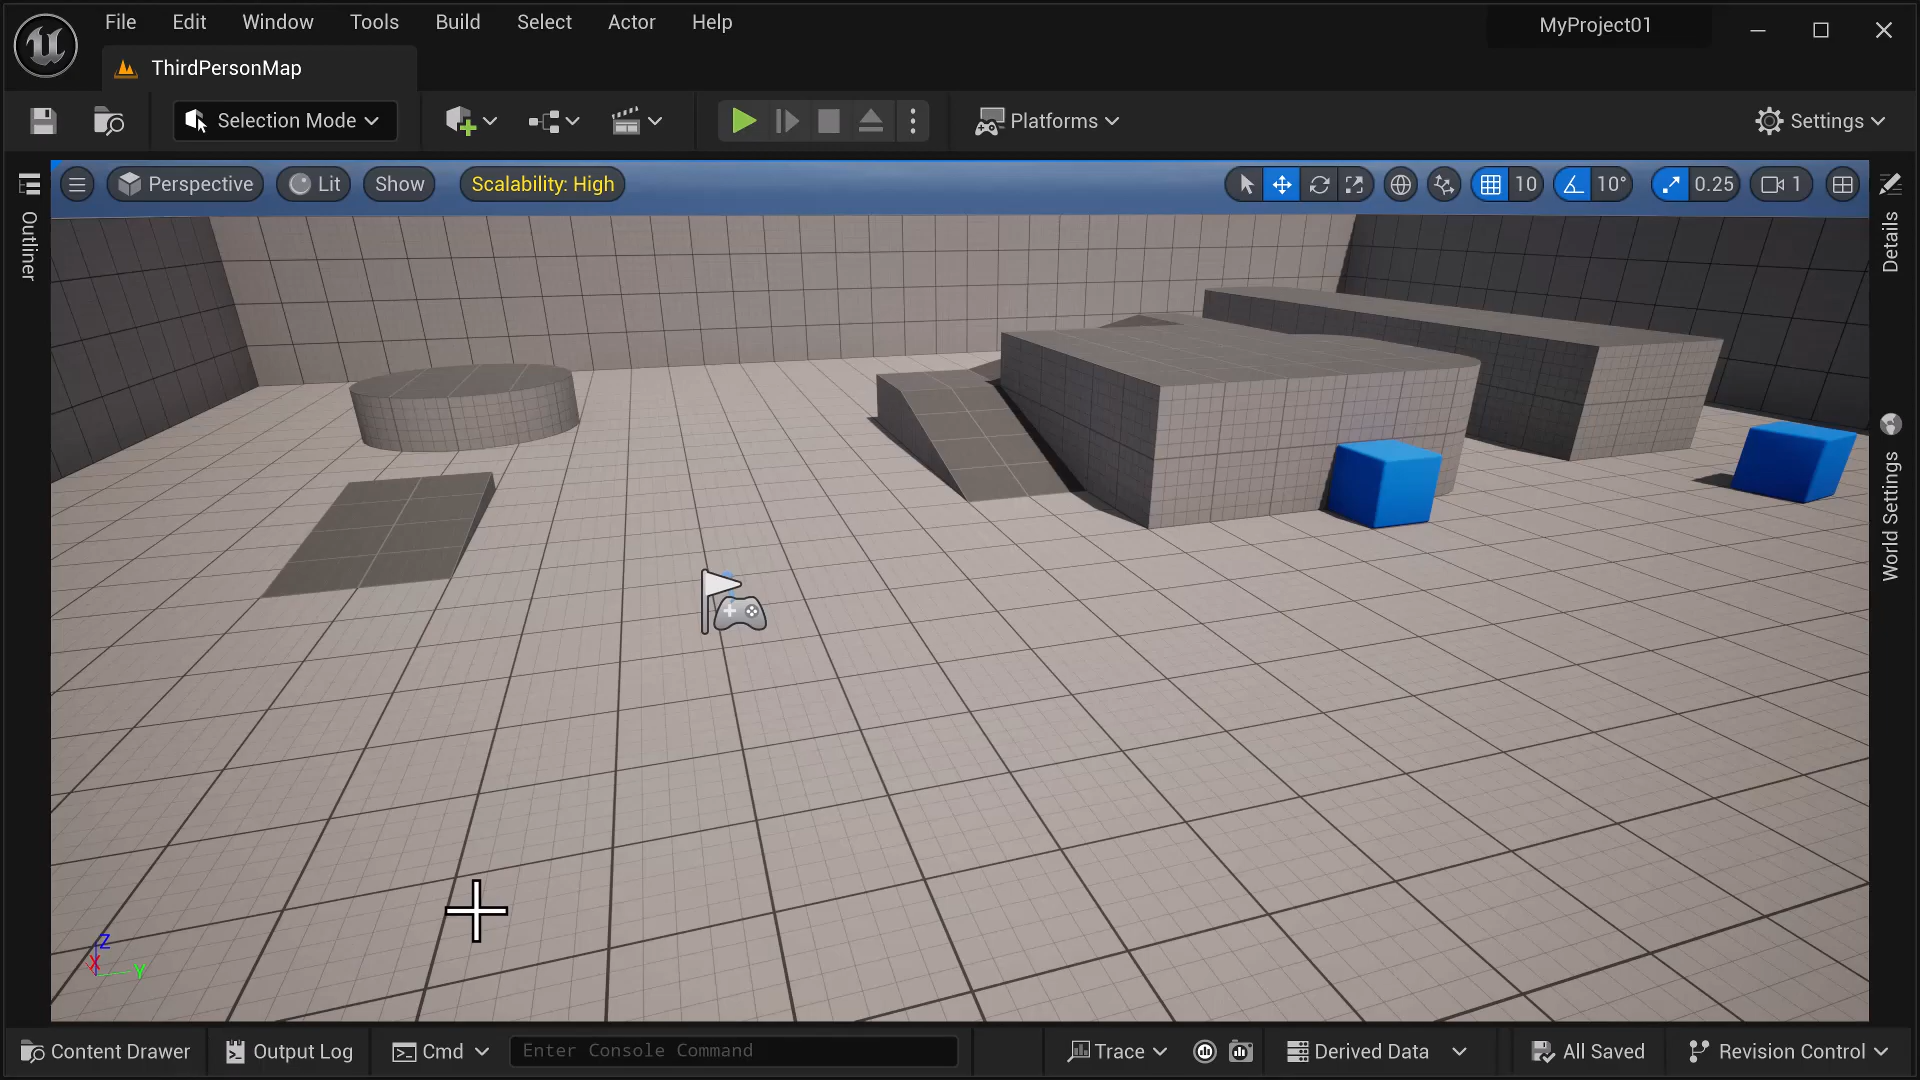 File Edit Window Tools Build Select Actor Help
MyProject01
ThirdPersonMap
Selection Mode
Platforms
Settings
Perspective Lit Show Scalability: High
10 10° 0.25 1
Outliner
Details
World Settings
Z
X Y
Content Drawer Output Log Cmd Enter Console Command Trace Derived Data All Saved Revision Control